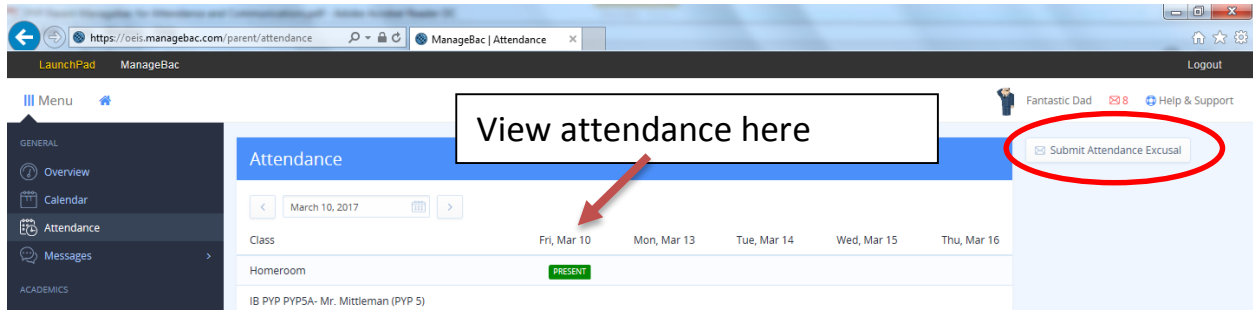 https://oeis.managebac.com/parent/attendance
ManageBac | Attendance
LaunchPad ManageBac Logout
Menu Fantastic Dad 8 Help & Support
View attendance here
GENERAL
Overview
Calendar
Attendance
Messages
ACADEMICS
Attendance
Submit Attendance Excusal
March 10, 2017
Class Fri, Mar 10 Mon, Mar 13 Tue, Mar 14 Wed, Mar 15 Thu, Mar 16
Homeroom PRESENT
IB PYP PYP5A- Mr. Mittleman (PYP 5)